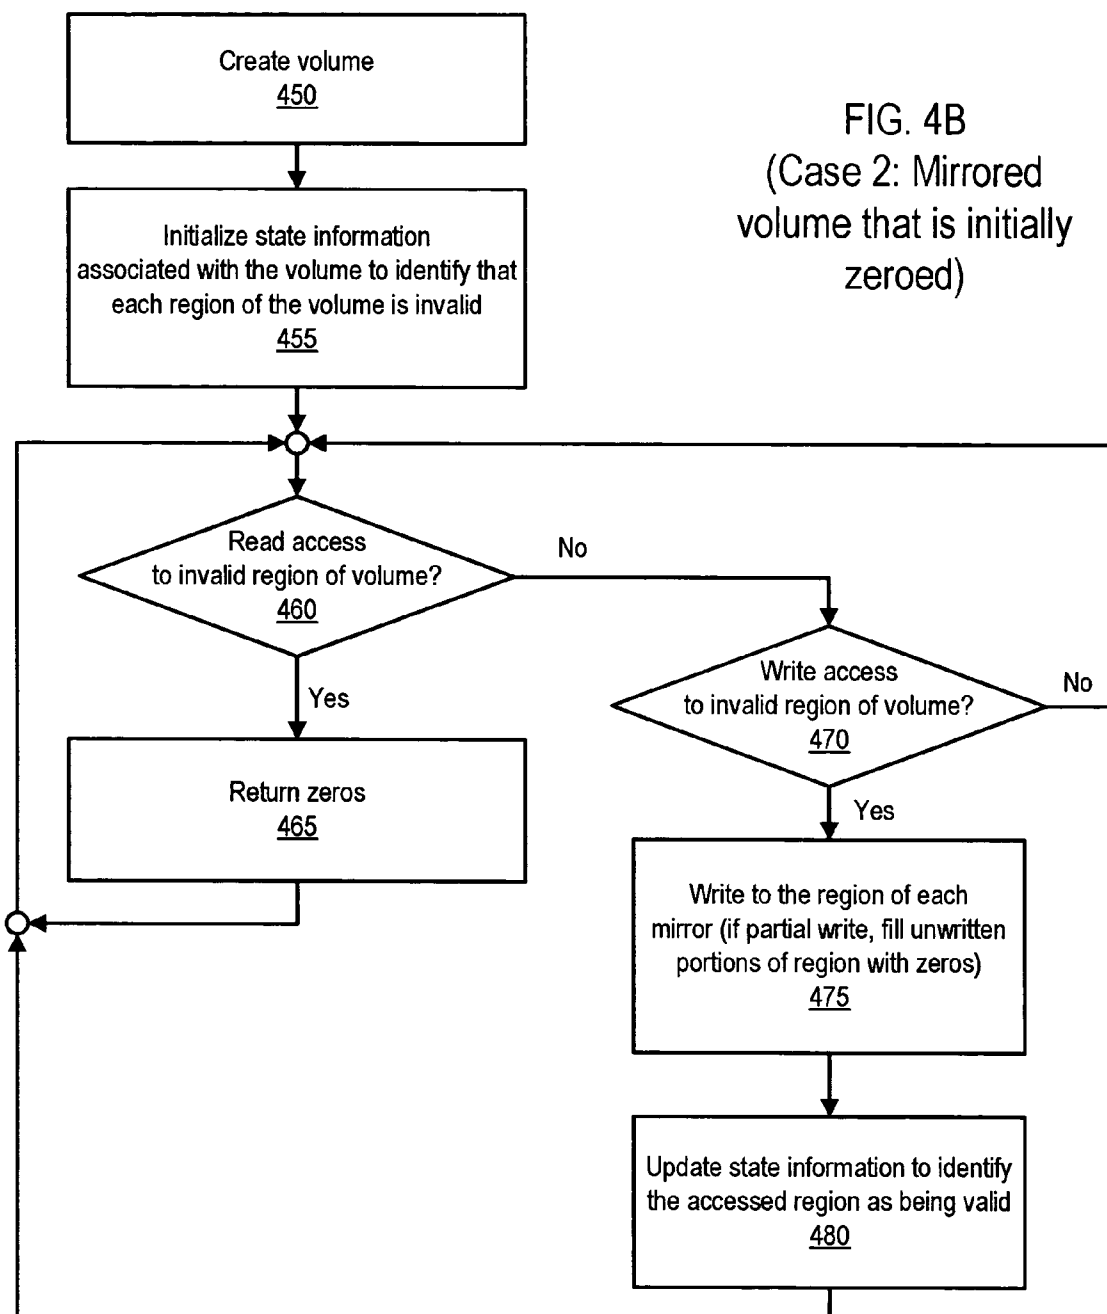 Create volume
450
FIG. 4B
(Case 2: Mirrored
volume that is initially
zeroed)
Initialize state information
associated with the volume to identify that
each region of the volume is invalid
455
Read access
to invalid region of volume?
460
No
Yes
Return zeros
465
Write access
to invalid region of volume?
470
No
Yes
Write to the region of each
mirror (if partial write, fill unwritten
portions of region with zeros)
475
Update state information to identify
the accessed region as being valid
480